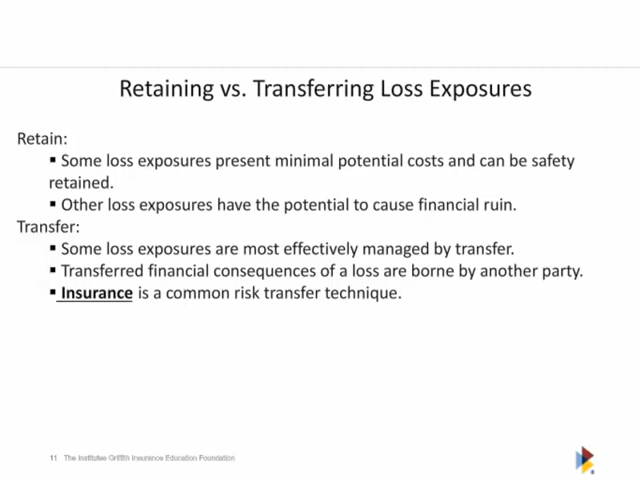 Retaining vs. Transferring Loss Exposures
Retain:
▪ Some loss exposures present minimal potential costs and can be safety
retained.
▪ Other loss exposures have the potential to cause financial ruin.
Transfer:
▪ Some loss exposures are most effectively managed by transfer.
▪ Transferred financial consequences of a loss are borne by another party.
▪ Insurance is a common risk transfer technique.
11 The Institutes Griffith Insurance Education Foundation